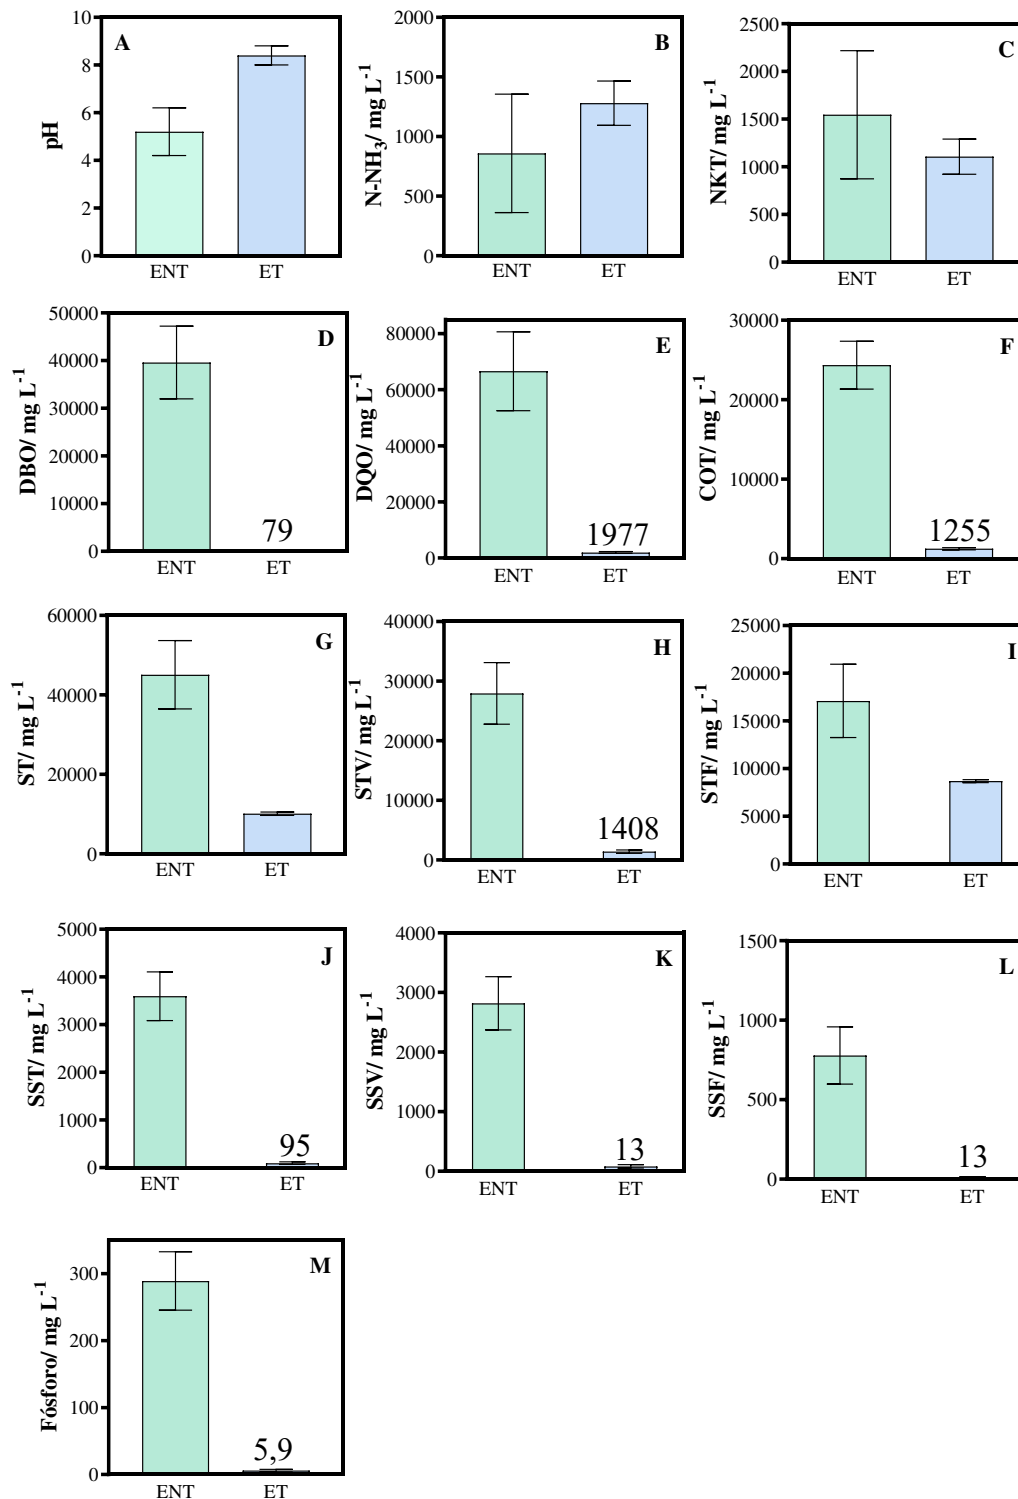 A
pH
10
8
6
4
2
0
ENT ET
B
N-NH₃/ mg L⁻¹
2000
1500
1000
500
0
ENT ET
C
NKT/ mg L⁻¹
2500
2000
1500
1000
500
0
ENT ET
D
DBO/ mg L⁻¹
50000
40000
30000
20000
10000
0
79
ENT ET
E
DQO/ mg L⁻¹
80000
60000
40000
20000
0
1977
ENT ET
F
COT/ mg L⁻¹
30000
20000
10000
0
1255
ENT ET
G
ST/ mg L⁻¹
60000
40000
20000
0
ENT ET
H
STV/ mg L⁻¹
40000
30000
20000
10000
0
1408
ENT ET
I
STF/ mg L⁻¹
25000
20000
15000
10000
5000
0
ENT ET
J
SST/ mg L⁻¹
5000
4000
3000
2000
1000
0
95
ENT ET
K
SSV/ mg L⁻¹
4000
3000
2000
1000
0
13
ENT ET
L
SSF/ mg L⁻¹
1500
1000
500
0
13
ENT ET
M
Fósforo/ mg L⁻¹
300
200
100
0
5,9
ENT ET